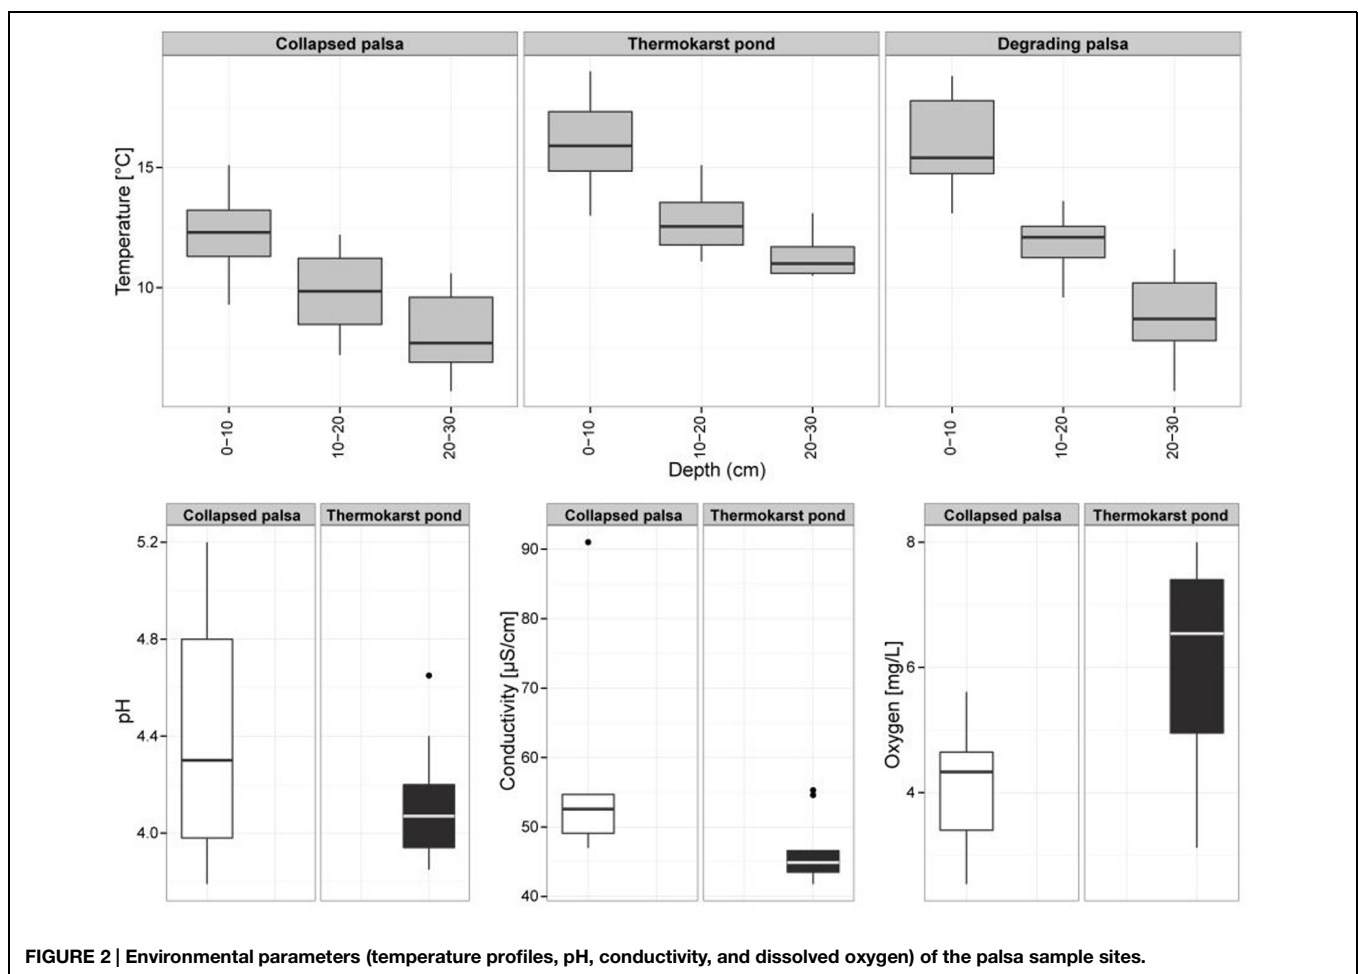 Collapsed palsa Thermokarst pond Degrading palsa
Temperature [°C]
15
10
0–10 10–20 20–30 0–10 10–20 20–30 0–10 10–20 20–30
Depth (cm)
Collapsed palsa Thermokarst pond
pH
5.2
4.8
4.4
4.0
Collapsed palsa Thermokarst pond
Conductivity [µS/cm]
90
80
70
60
50
40
Collapsed palsa Thermokarst pond
Oxygen [mg/L]
8
6
4
FIGURE 2 | Environmental parameters (temperature profiles, pH, conductivity, and dissolved oxygen) of the palsa sample sites.